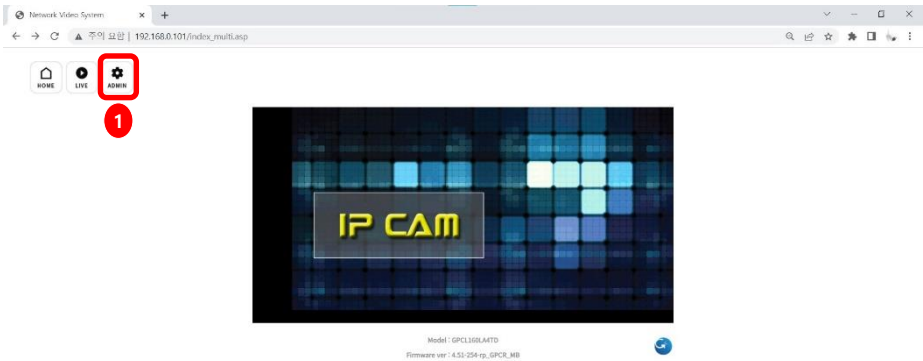 Network Video System
주의 요함 | 192.168.0.101/index_multi.asp
HOME LIVE ADMIN
1
IP CAM
Model : GPCL160LA4TD
Firmware ver : 4.51-254-rp_GPCR_MB